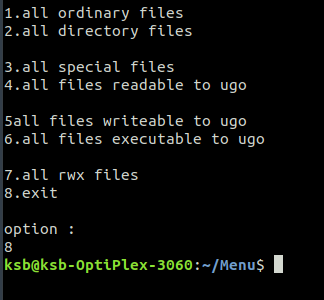 1.all ordinary files
2.all directory files
3.all special files
4.all files readable to ugo
5all files writeable to ugo
6.all files executable to ugo
7.all rwx files
8.exit
option :
8
ksb@ksb-OptiPlex-3060:~/Menu$